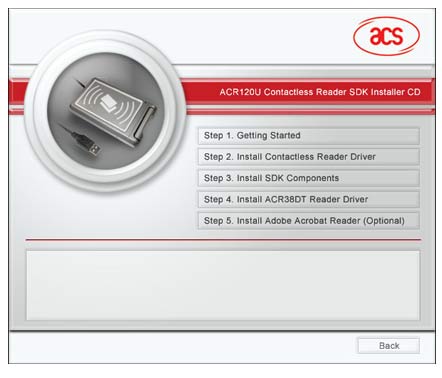 acs
ACR120U Contactless Reader SDK Installer CD
Step 1. Getting Started
Step 2. Install Contactless Reader Driver
Step 3. Install SDK Components
Step 4. Install ACR38DT Reader Driver
Step 5. Install Adobe Acrobat Reader (Optional)
Back